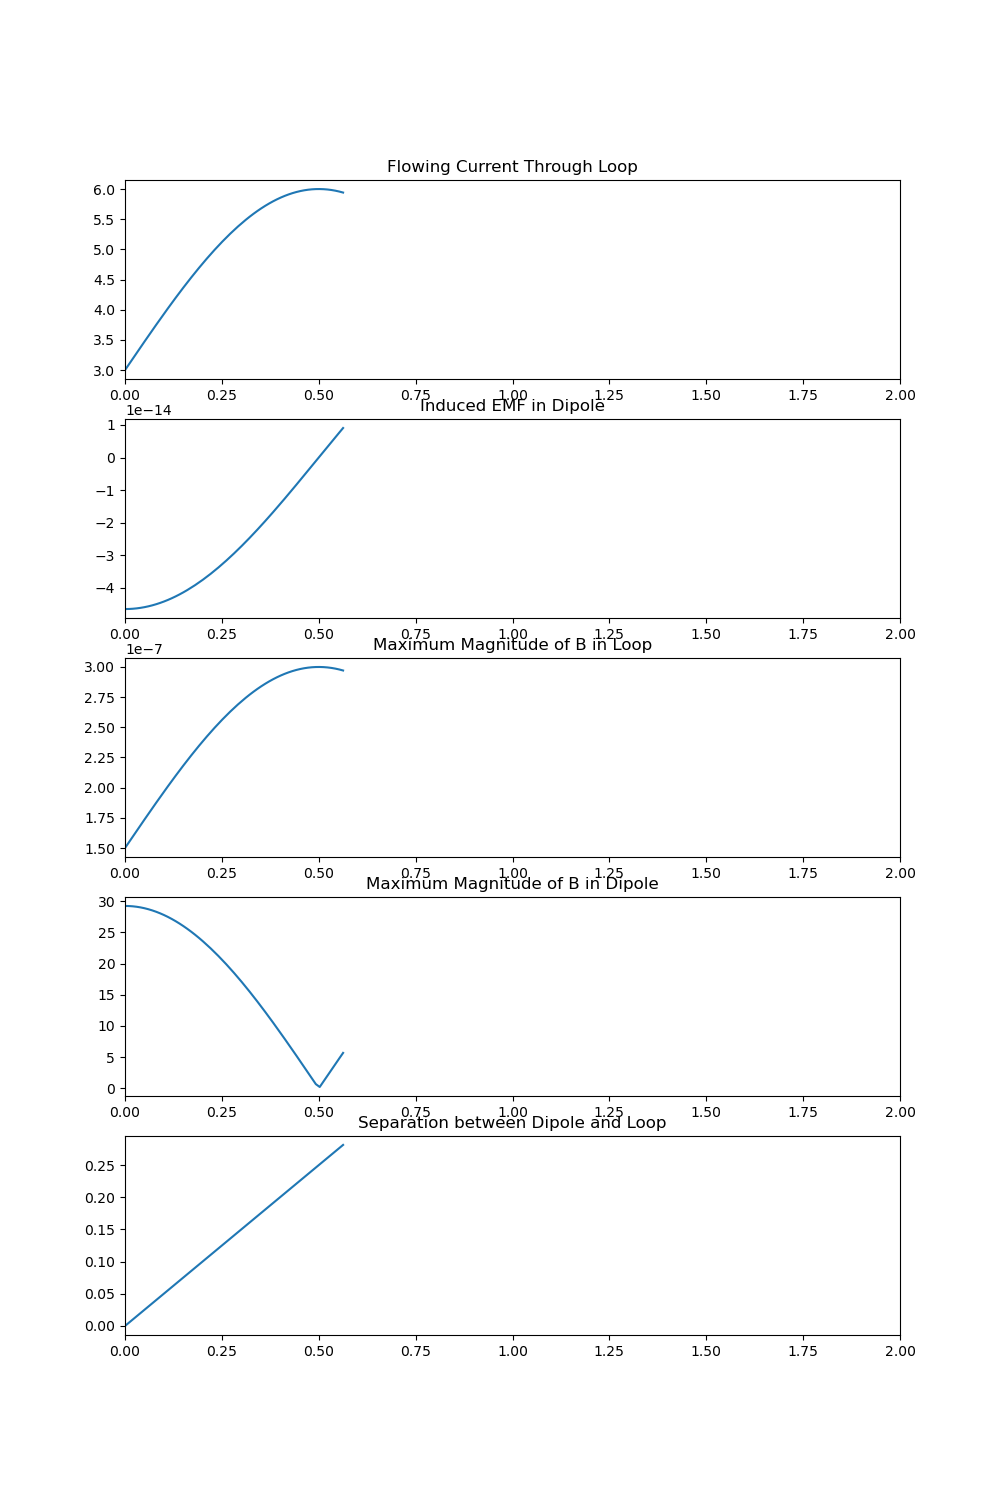 Flowing Current Through Loop
6.0
5.5
5.0
4.5
4.0
3.5
3.0
0.00 0.25 0.50 0.75 1.00 1.25 1.50 1.75 2.00
Induced EMF in Dipole
1e−14
1
0
−1
−2
−3
−4
0.00 0.25 0.50 0.75 1.00 1.25 1.50 1.75 2.00
Maximum Magnitude of B in Loop
1e−7
3.00
2.75
2.50
2.25
2.00
1.75
1.50
0.00 0.25 0.50 0.75 1.00 1.25 1.50 1.75 2.00
Maximum Magnitude of B in Dipole
30
25
20
15
10
5
0
0.00 0.25 0.50 0.75 1.00 1.25 1.50 1.75 2.00
Separation between Dipole and Loop
0.25
0.20
0.15
0.10
0.05
0.00
0.00 0.25 0.50 0.75 1.00 1.25 1.50 1.75 2.00